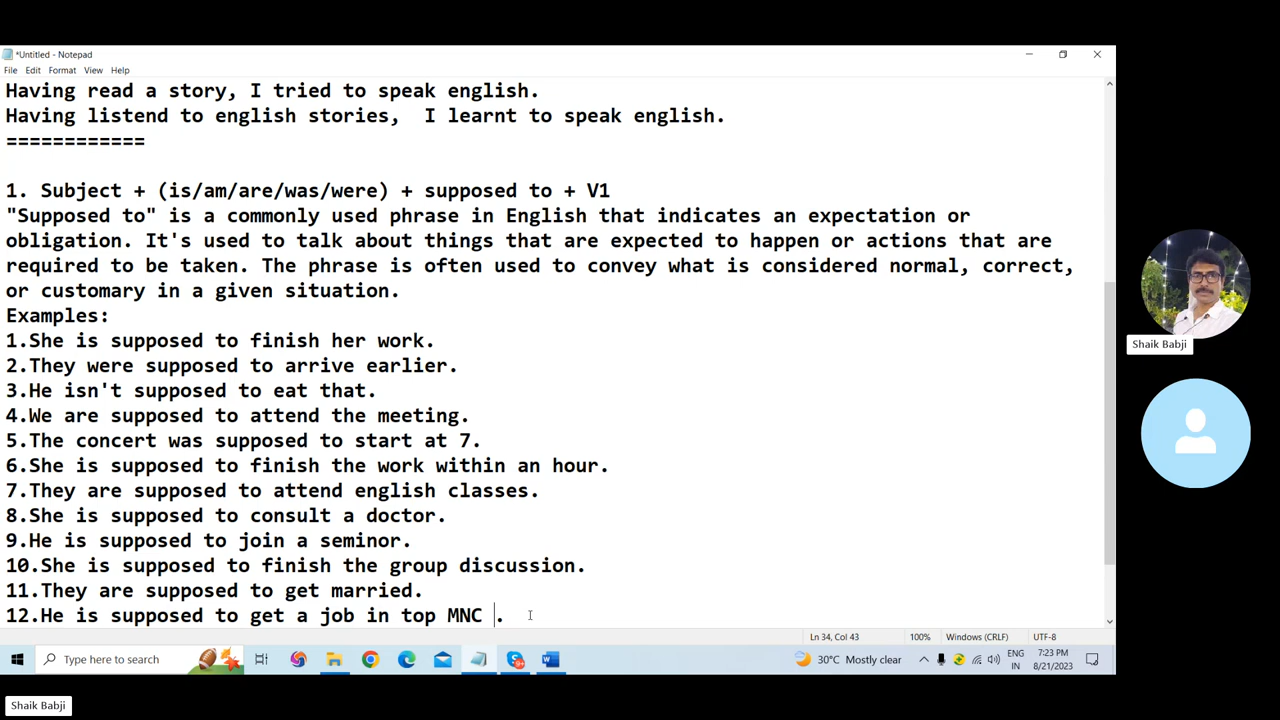 *Untitled - Notepad
File Edit Format View Help
Having read a story, I tried to speak english.
Having listend to english stories,  I learnt to speak english.
============
1. Subject + (is/am/are/was/were) + supposed to + V1
"Supposed to" is a commonly used phrase in English that indicates an expectation or
obligation. It's used to talk about things that are expected to happen or actions that are
required to be taken. The phrase is often used to convey what is considered normal, correct,
or customary in a given situation.
Examples:
1.She is supposed to finish her work.
2.They were supposed to arrive earlier.
3.He isn't supposed to eat that.
4.We are supposed to attend the meeting.
5.The concert was supposed to start at 7.
6.She is supposed to finish the work within an hour.
7.They are supposed to attend english classes.
8.She is supposed to consult a doctor.
9.He is supposed to join a seminor.
10.She is supposed to finish the group discussion.
11.They are supposed to get married.
12.He is supposed to get a job in top MNC .
Ln 34, Col 43 100% Windows (CRLF) UTF-8
Type here to search
30°C Mostly clear
ENG
IN
7:23 PM
8/21/2023
Shaik Babji
Shaik Babji